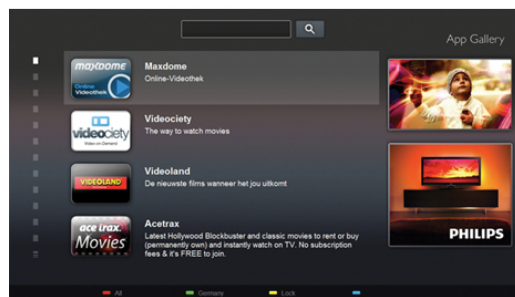 App Gallery
maxdome
Online
Videothek
Maxdome
Online-Videothek
videociety
Video on Demand
Videociety
The way to watch movies
VIDEOLAND
Videoland
De nieuwste films wanneer het jou uitkomt
ace trax.
Movies
Acetrax
Latest Hollywood Blockbuster and classic movies to rent or buy
(permanently own) and instantly watch on TV. No subscription
fees & it's FREE to join.
PHILIPS
All
Germany
Lock